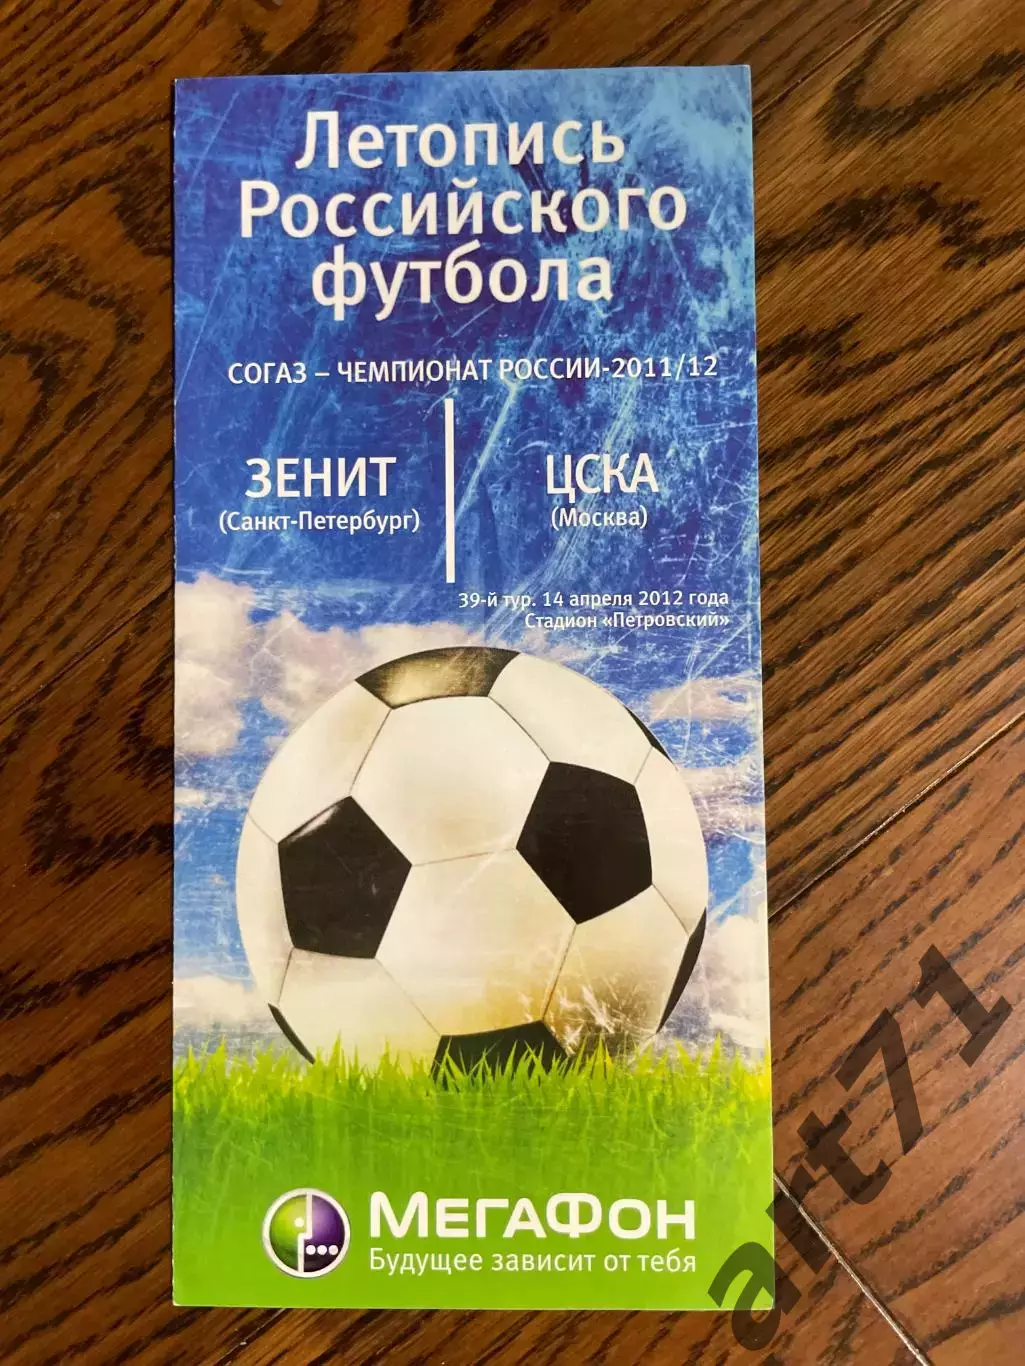 Летопись
Российского
футбола
СОГАЗ – ЧЕМПИОНАТ РОССИИ-2011/12
ЗЕНИТ
(Санкт-Петербург)
ЦСКА
(Москва)
39-й тур. 14 апреля 2012 года
Стадион «Петровский»
МЕГАФОН
Будущее зависит от тебя
art71